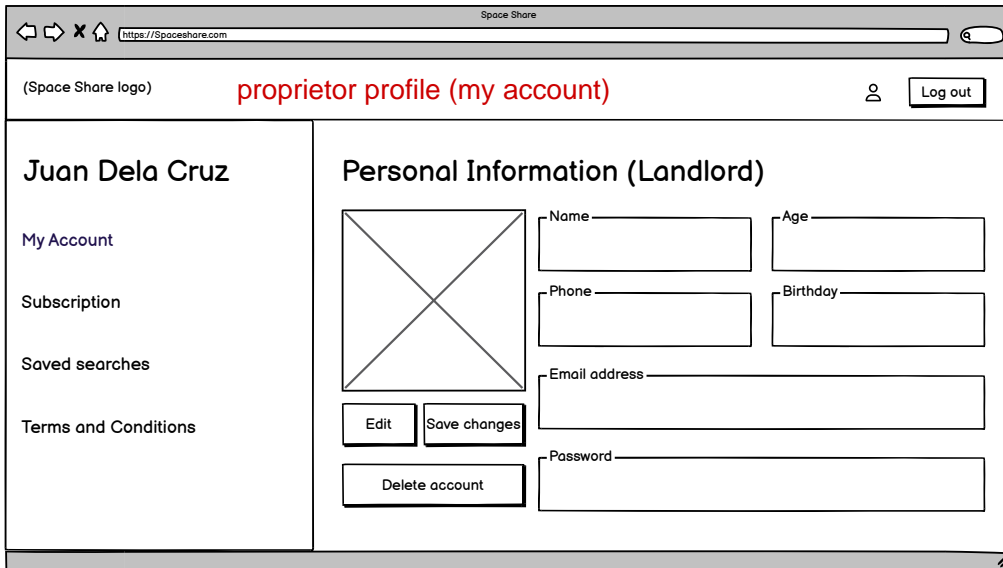 Space Share
https://Spaceshare.com
(Space Share logo)
proprietor profile (my account)
Log out
Juan Dela Cruz
My Account
Subscription
Saved searches
Terms and Conditions
Personal Information (Landlord)
Name
Age
Phone
Birthday
Email address
Password
Edit
Save changes
Delete account